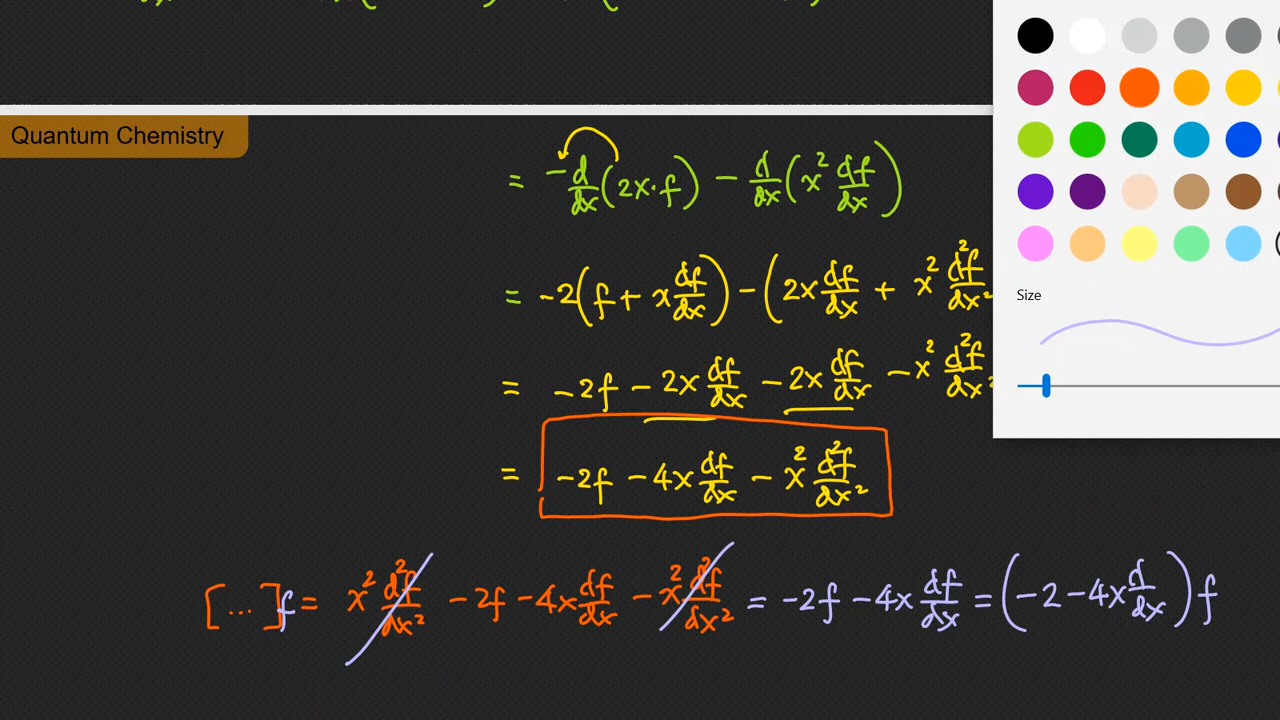 Quantum Chemistry
= -d/dx(2x·f) - d/dx(x² df/dx)
= -2(f + x df/dx) - (2x df/dx + x² d²f/dx²
= -2f - 2x df/dx - 2x df/dx - x² d²f/dx²
= -2f - 4x df/dx - x² d²f/dx²
[...]f = x² d²f/dx² - 2f - 4x df/dx - x² d²f/dx² = -2f - 4x df/dx = (-2 - 4x d/dx) f
Size